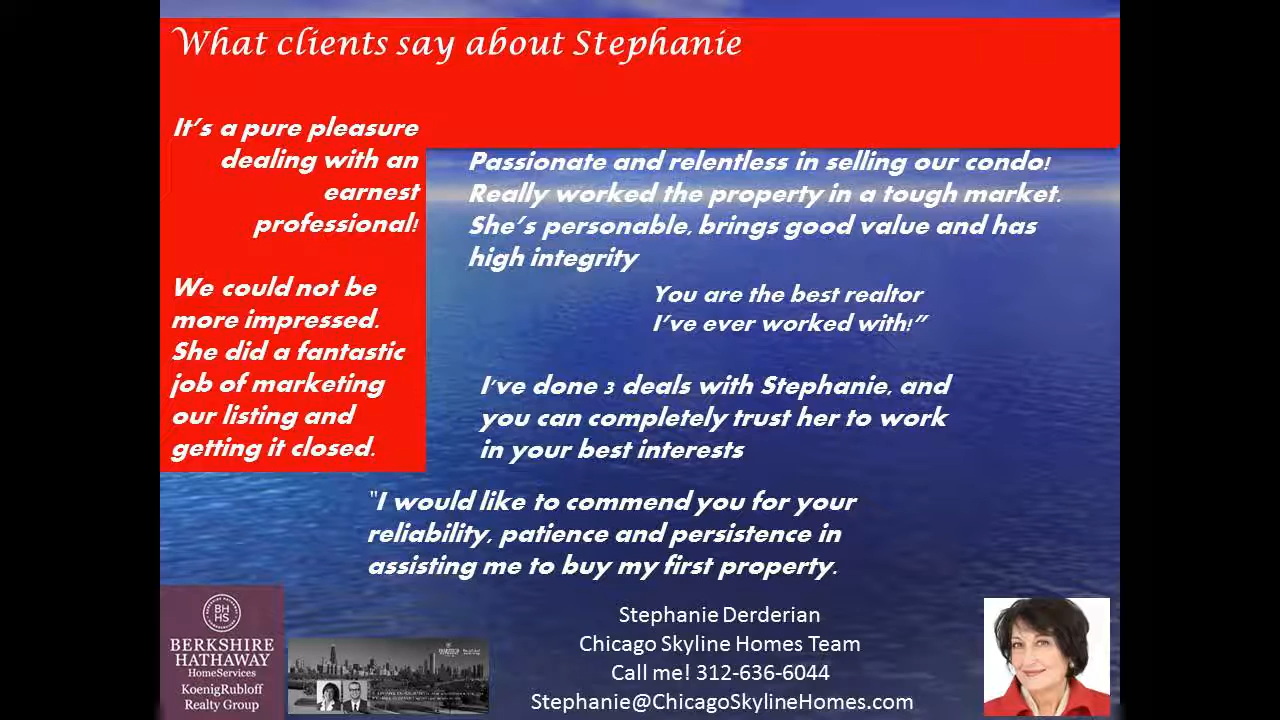 What clients say about Stephanie
It's a pure pleasure
dealing with an
earnest
professional!
We could not be
more impressed.
She did a fantastic
job of marketing
our listing and
getting it closed.
Passionate and relentless in selling our condo!
Really worked the property in a tough market.
She's personable, brings good value and has
high integrity
You are the best realtor
I've ever worked with!”
I've done 3 deals with Stephanie, and
you can completely trust her to work
in your best interests
"I would like to commend you for your
reliability, patience and persistence in
assisting me to buy my first property.
BH
HS
BERKSHIRE
HATHAWAY
HomeServices
KoenigRubloff
Realty Group
Stephanie Derderian
Chicago Skyline Homes Team
Call me! 312-636-6044
Stephanie@ChicagoSkylineHomes.com